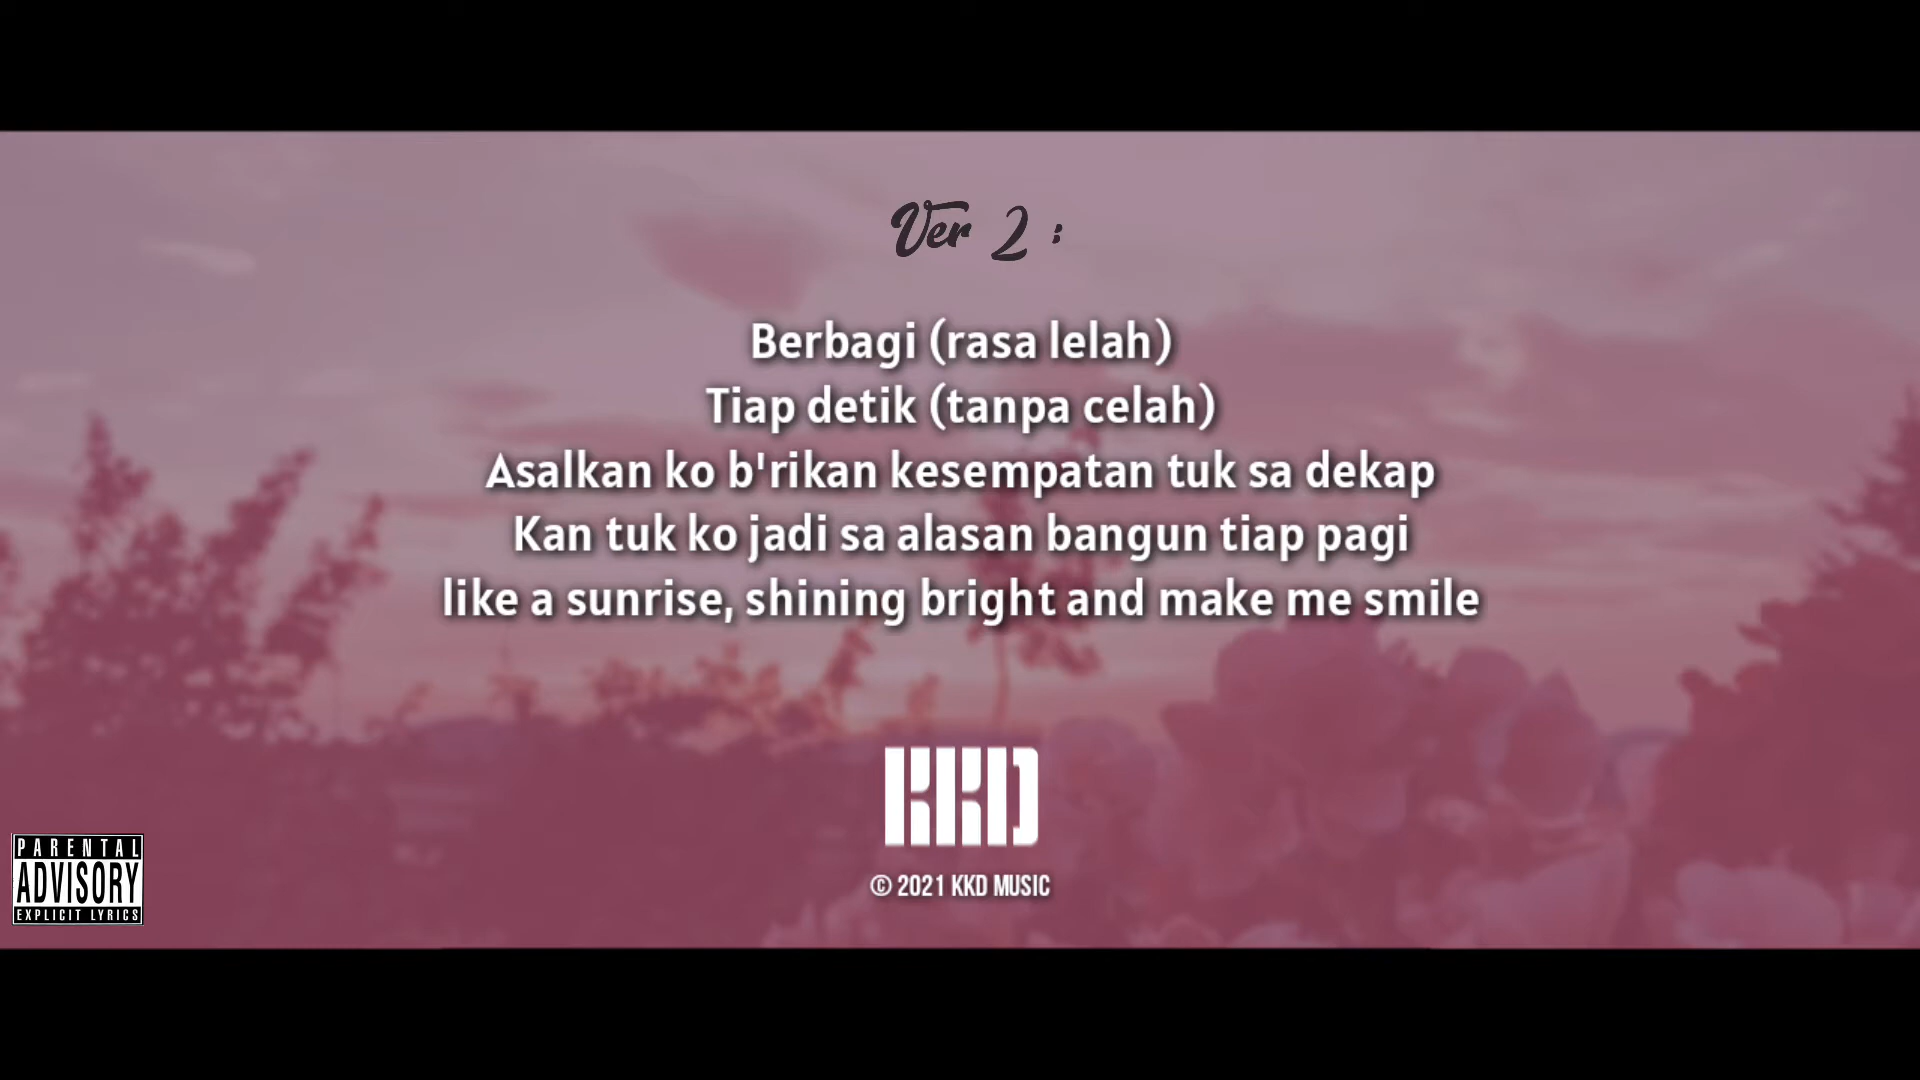 Ver 2 :
Berbagi (rasa lelah)
Tiap detik (tanpa celah)
Asalkan ko b'rikan kesempatan tuk sa dekap
Kan tuk ko jadi sa alasan bangun tiap pagi
like a sunrise, shining bright and make me smile
KKD
© 2021 KKD MUSIC
PARENTAL
ADVISORY
EXPLICIT LYRICS